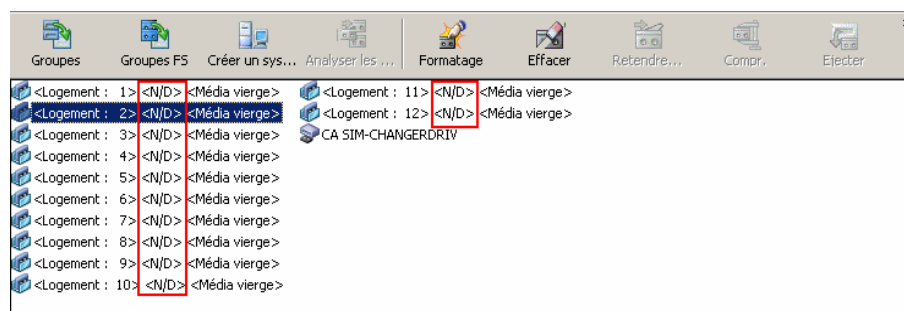 Groupes Groupes FS Créer un sys... Analyser les ... Formatage Effacer Retendre... Compr. Ejecter
<Logement : 1> <N/D> <Média vierge>
<Logement : 2> <N/D> <Média vierge>
<Logement : 3> <N/D> <Média vierge>
<Logement : 4> <N/D> <Média vierge>
<Logement : 5> <N/D> <Média vierge>
<Logement : 6> <N/D> <Média vierge>
<Logement : 7> <N/D> <Média vierge>
<Logement : 8> <N/D> <Média vierge>
<Logement : 9> <N/D> <Média vierge>
<Logement : 10> <N/D> <Média vierge>
<Logement : 11> <N/D> <Média vierge>
<Logement : 12> <N/D> <Média vierge>
CA SIM-CHANGERDRIV